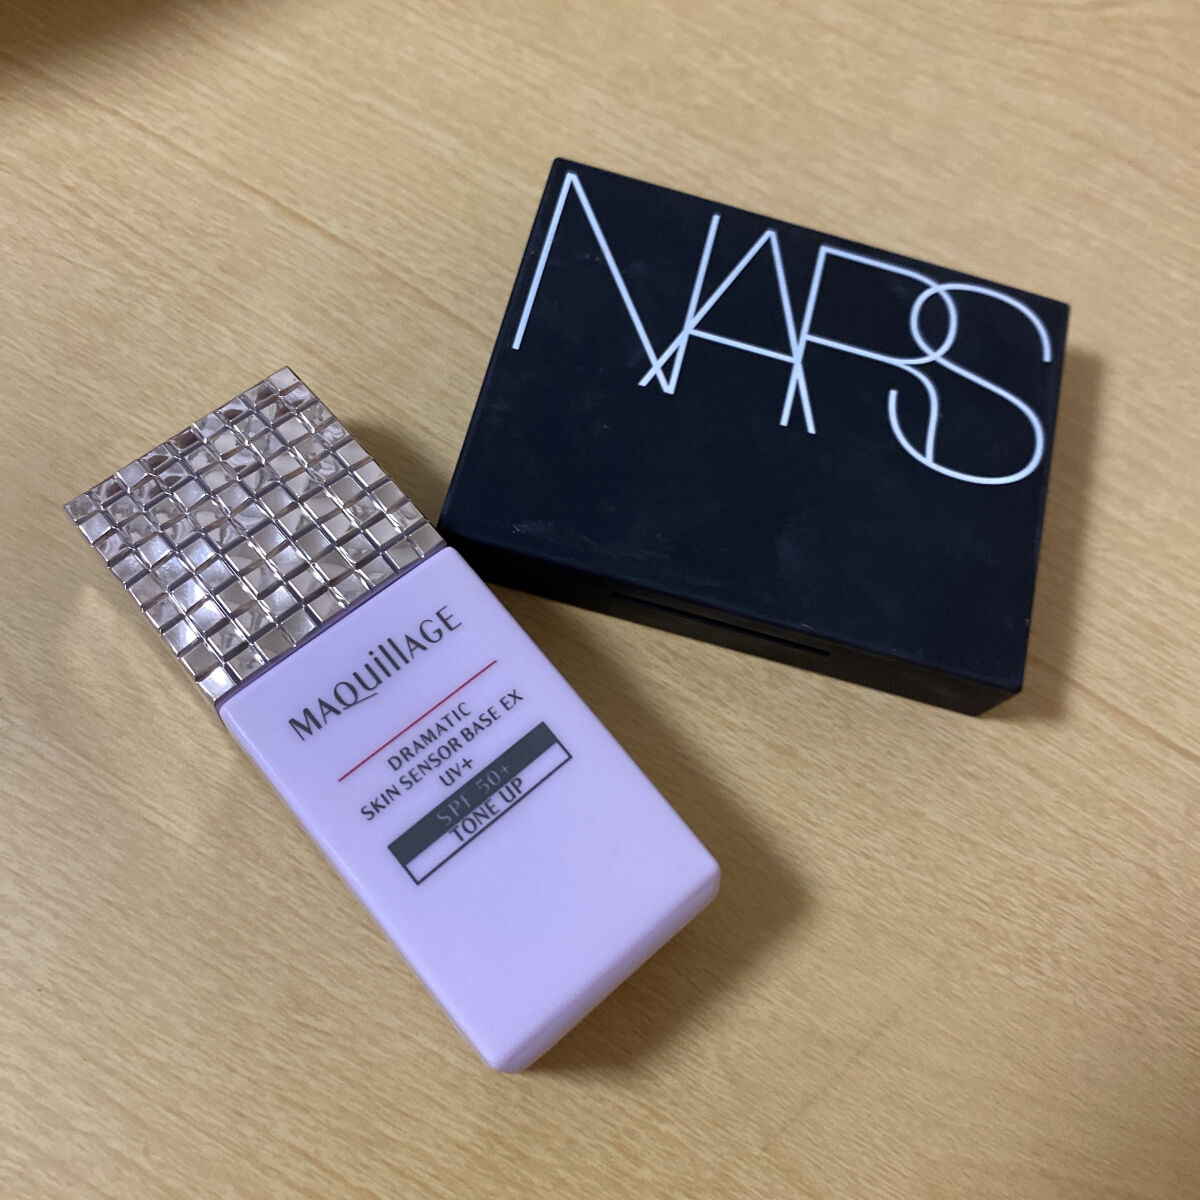 NARS
MAQuillAGE
DRAMATIC
SKIN SENSOR BASE EX
UV+
SPF 50+
TONE UP